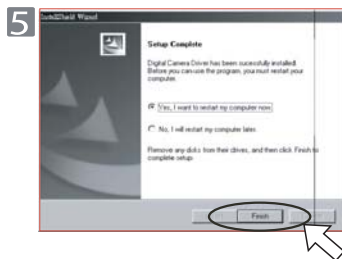 5
InstallShield Wizard
Setup Complete
Digital Camera Driver has been successfully installed.
Before you can use the program, you must restart your
computer.
Yes, I want to restart my computer now.
No, I will restart my computer later.
Remove any disks from their drives, and then click Finish to
complete setup.
Finish